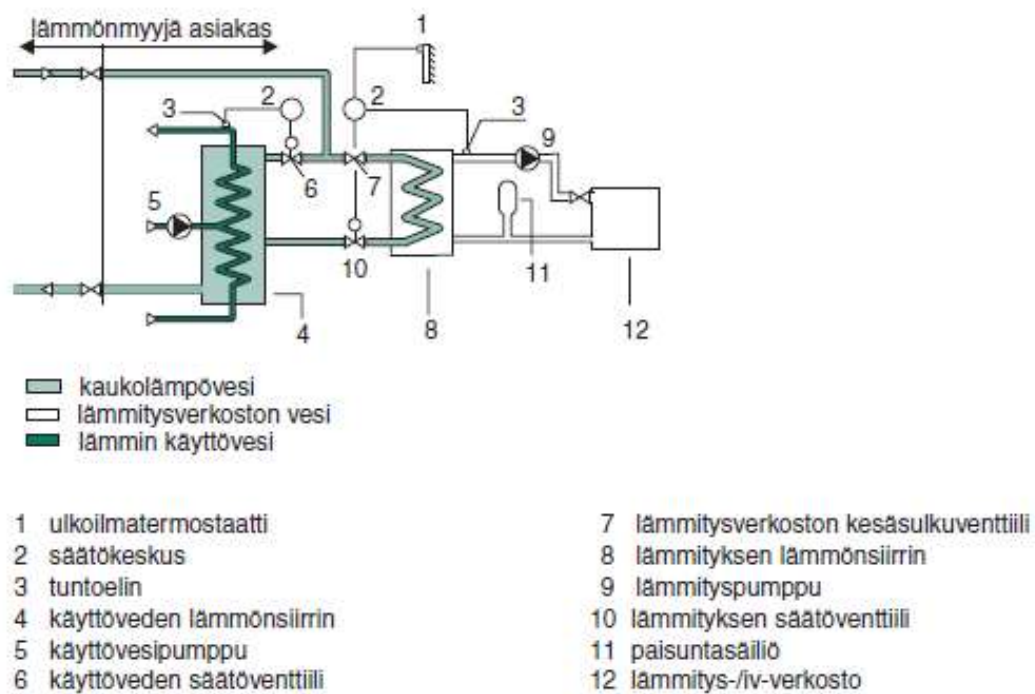 lämmönmyyjä asiakas
1
3
2
2
3
9
5
6
7
10
11
4
8
12
kaukolämpövesi
lämmitysverkoston vesi
lämmin käyttövesi
1 ulkoilmatermostaatti
2 säätökeskus
3 tuntoelin
4 käyttöveden lämmönsiirrin
5 käyttövesipumppu
6 käyttöveden säätöventtiili
7 lämmitysverkoston kesäsulkuventtiili
8 lämmityksen lämmönsiirrin
9 lämmityspumppu
10 lämmityksen säätöventtiili
11 paisuntasäiliö
12 lämmitys-/iv-verkosto